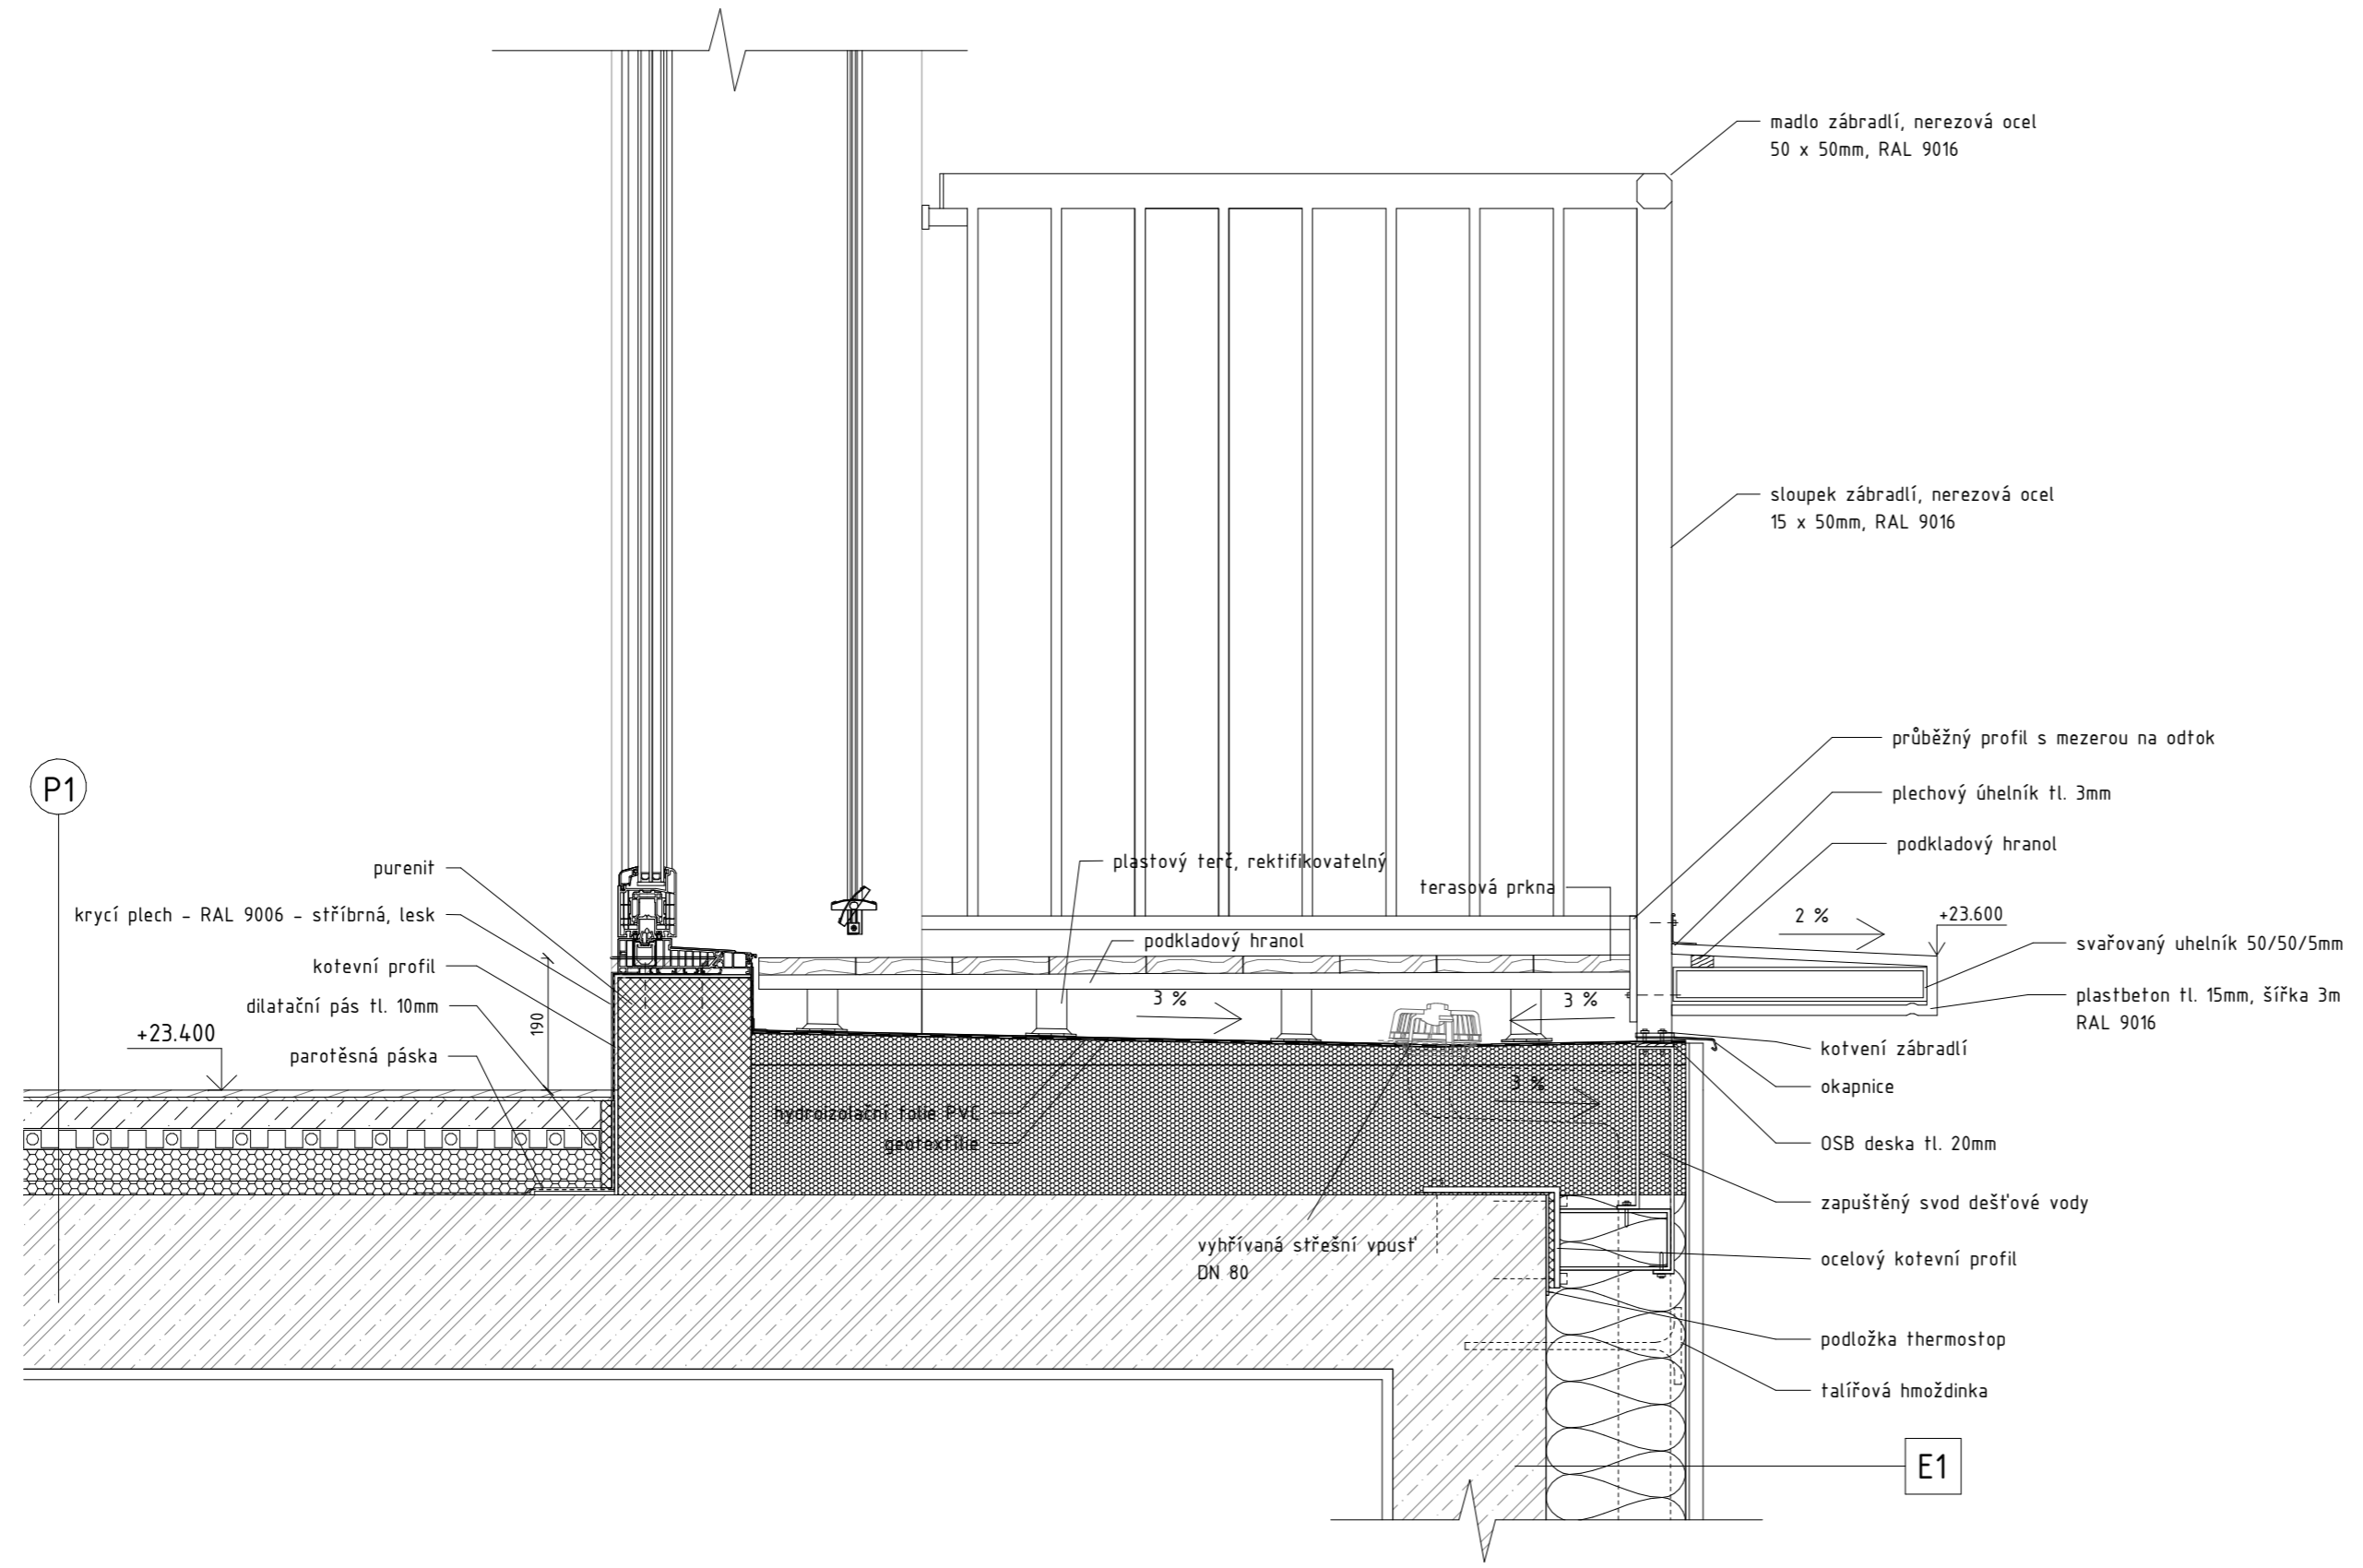 madlo zábradlí, nerezová ocel
50 x 50mm, RAL 9016
sloupek zábradlí, nerezová ocel
15 x 50mm, RAL 9016
průběžný profil s mezerou na odtok
plechový úhelník tl. 3mm
podkladový hranol
2 %
+23.600
svařovaný uhelník 50/50/5mm
plastbeton tl. 15mm, šířka 3m
RAL 9016
kotvení zábradlí
okapnice
OSB deska tl. 20mm
zapuštěný svod dešťové vody
ocelový kotevní profil
podložka thermostop
talířová hmoždinka
E1
P1
purenit
krycí plech - RAL 9006 - stříbrná, lesk
kotevní profil
dilatační pás tl. 10mm
parotěsná páska
+23.400
190
plastový terč, rektifikovatelný
terasová prkna
podkladový hranol
3 %
3 %
3 %
hydroizolační folie PVC
geotextílie
vyhřívaná střešní vpusť
DN 80